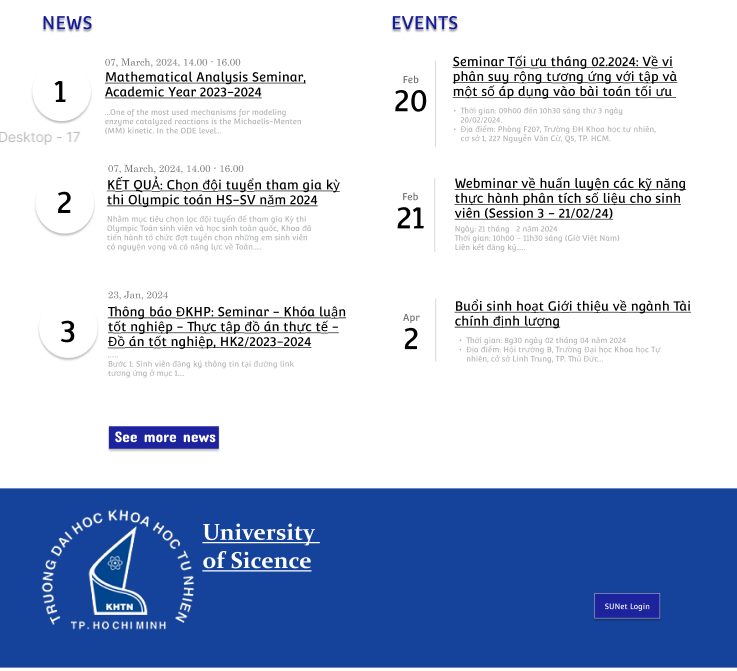 NEWS
07, March, 2024, 14.00 - 16.00
1
Mathematical Analysis Seminar,
Academic Year 2023-2024
...One of the most used mechanisms for modeling
enzyme catalyzed reactions is the Michaelis-Menten
(MM) kinetic. In the ODE level...
Desktop - 17
07, March, 2024, 14.00 - 16.00
2
KẾT QUẢ: Chọn đội tuyển tham gia kỳ
thi Olympic toán HS-SV năm 2024
Nhằm mục tiêu chọn lọc đội tuyển để tham gia Kỳ thi
Olympic Toán sinh viên và học sinh toàn quốc, Khoa đã
tiến hành tổ chức đợt tuyển chọn những em sinh viên
có nguyện vọng và có năng lực về Toán....
23, Jan, 2024
3
Thông báo ĐKHP: Seminar - Khóa luận
tốt nghiệp - Thực tập đồ án thực tế -
Đồ án tốt nghiệp, HK2/2023-2024
....
Bước 1: Sinh viên đăng ký thông tin tại đường link
tương ứng ở mục 1...
See more news
EVENTS
Feb
20
Seminar Tối ưu tháng 02.2024: Về vi
phân suy rộng tương ứng với tập và
một số áp dụng vào bài toán tối ưu
• Thời gian: 09h00 đến 10h30 sáng thứ 3 ngày
20/02/2024.
• Địa điểm: Phòng F207, Trường ĐH Khoa học tự nhiên,
cơ sở 1, 227 Nguyễn Văn Cừ, Q5, TP. HCM.
Feb
21
Webminar về huấn luyện các kỹ năng
thực hành phân tích số liệu cho sinh
viên (Session 3 - 21/02/24)
Ngày: 21 tháng 2 năm 2024
Thời gian: 10h00 - 11h30 sáng (Giờ Việt Nam)
Liên kết đăng ký....
Apr
2
Buổi sinh hoạt Giới thiệu về ngành Tài
chính định lượng
• Thời gian: 8g30 ngày 02 tháng 04 năm 2024
• Địa điểm: Hội trường B, Trường Đại học Khoa học Tự
nhiên, cở sở Linh Trung, TP. Thủ Đức...
TRUONG DAI HOC KHOA HOC TU NHIEN
KHTN
TP. HO CHI MINH
University
of Sicence
SUNet Login